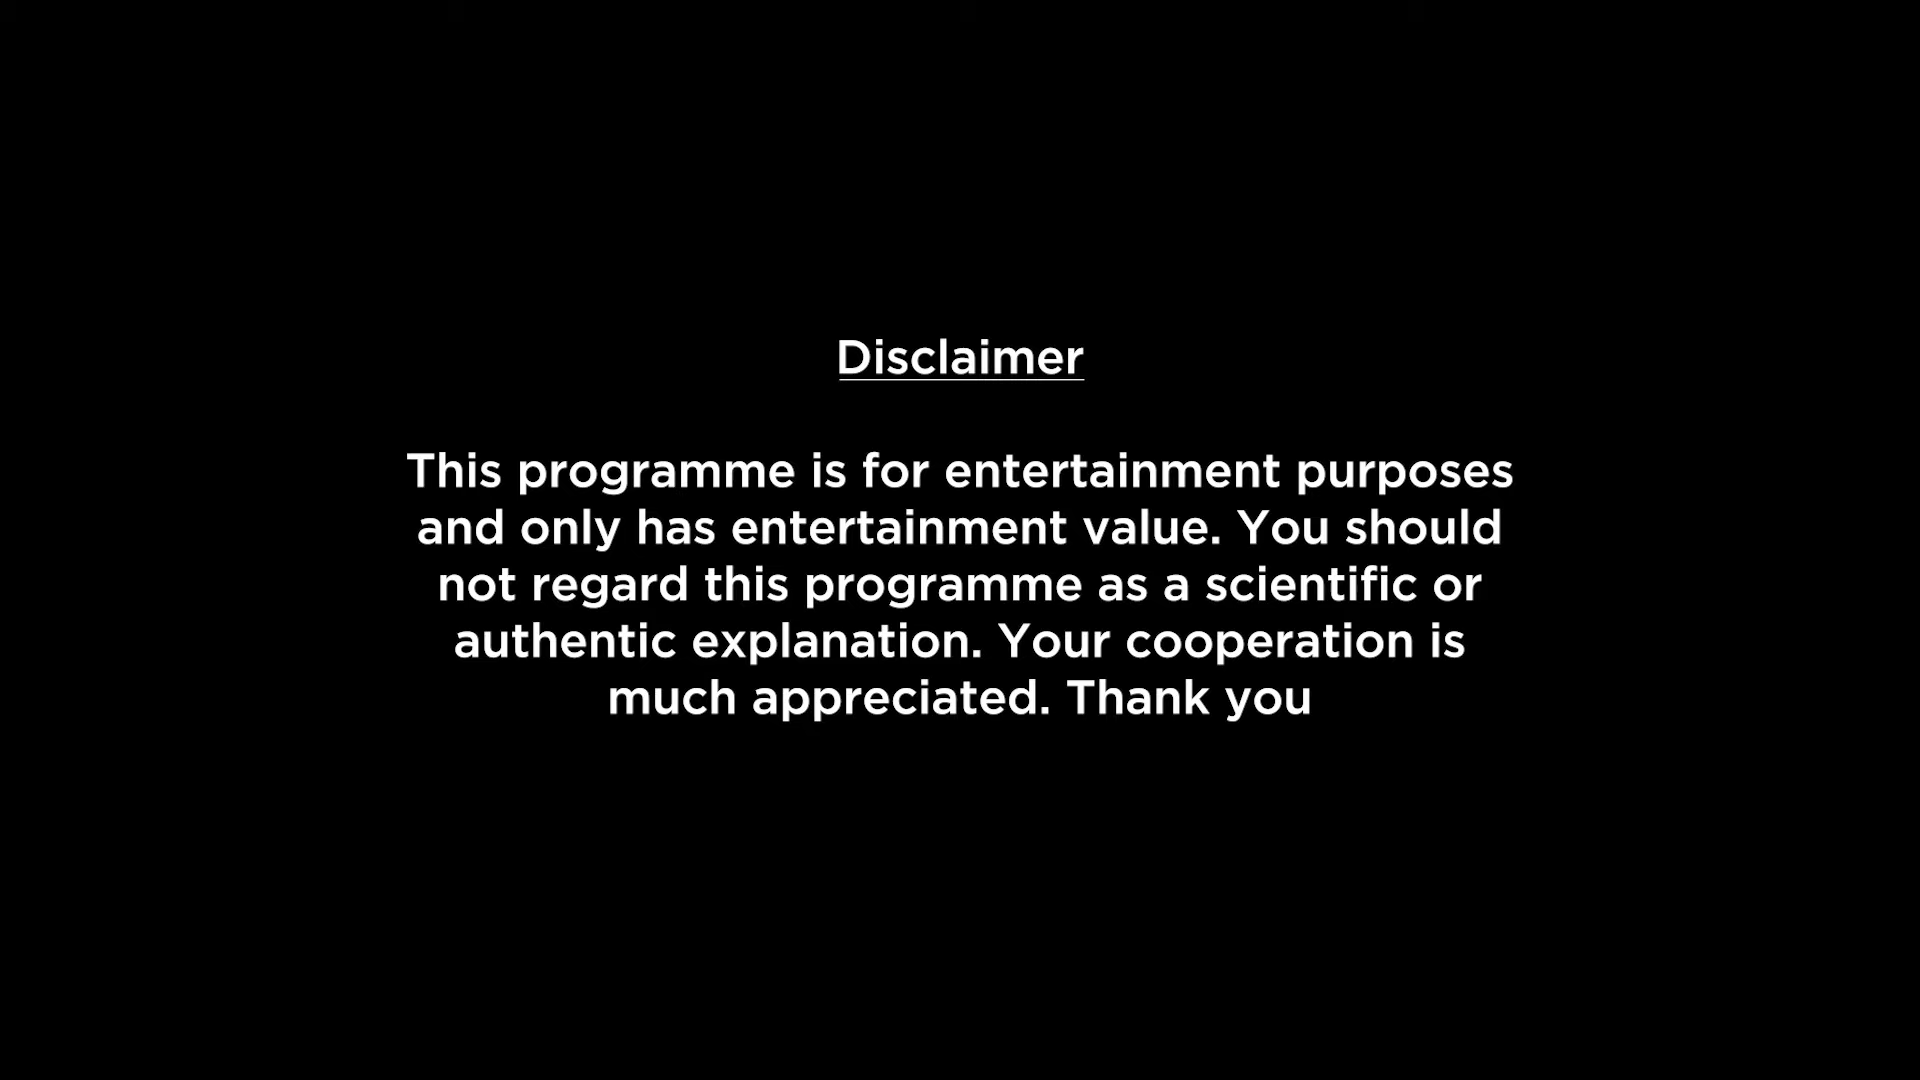 Disclaimer
This programme is for entertainment purposes
and only has entertainment value. You should
not regard this programme as a scientific or
authentic explanation. Your cooperation is
much appreciated. Thank you